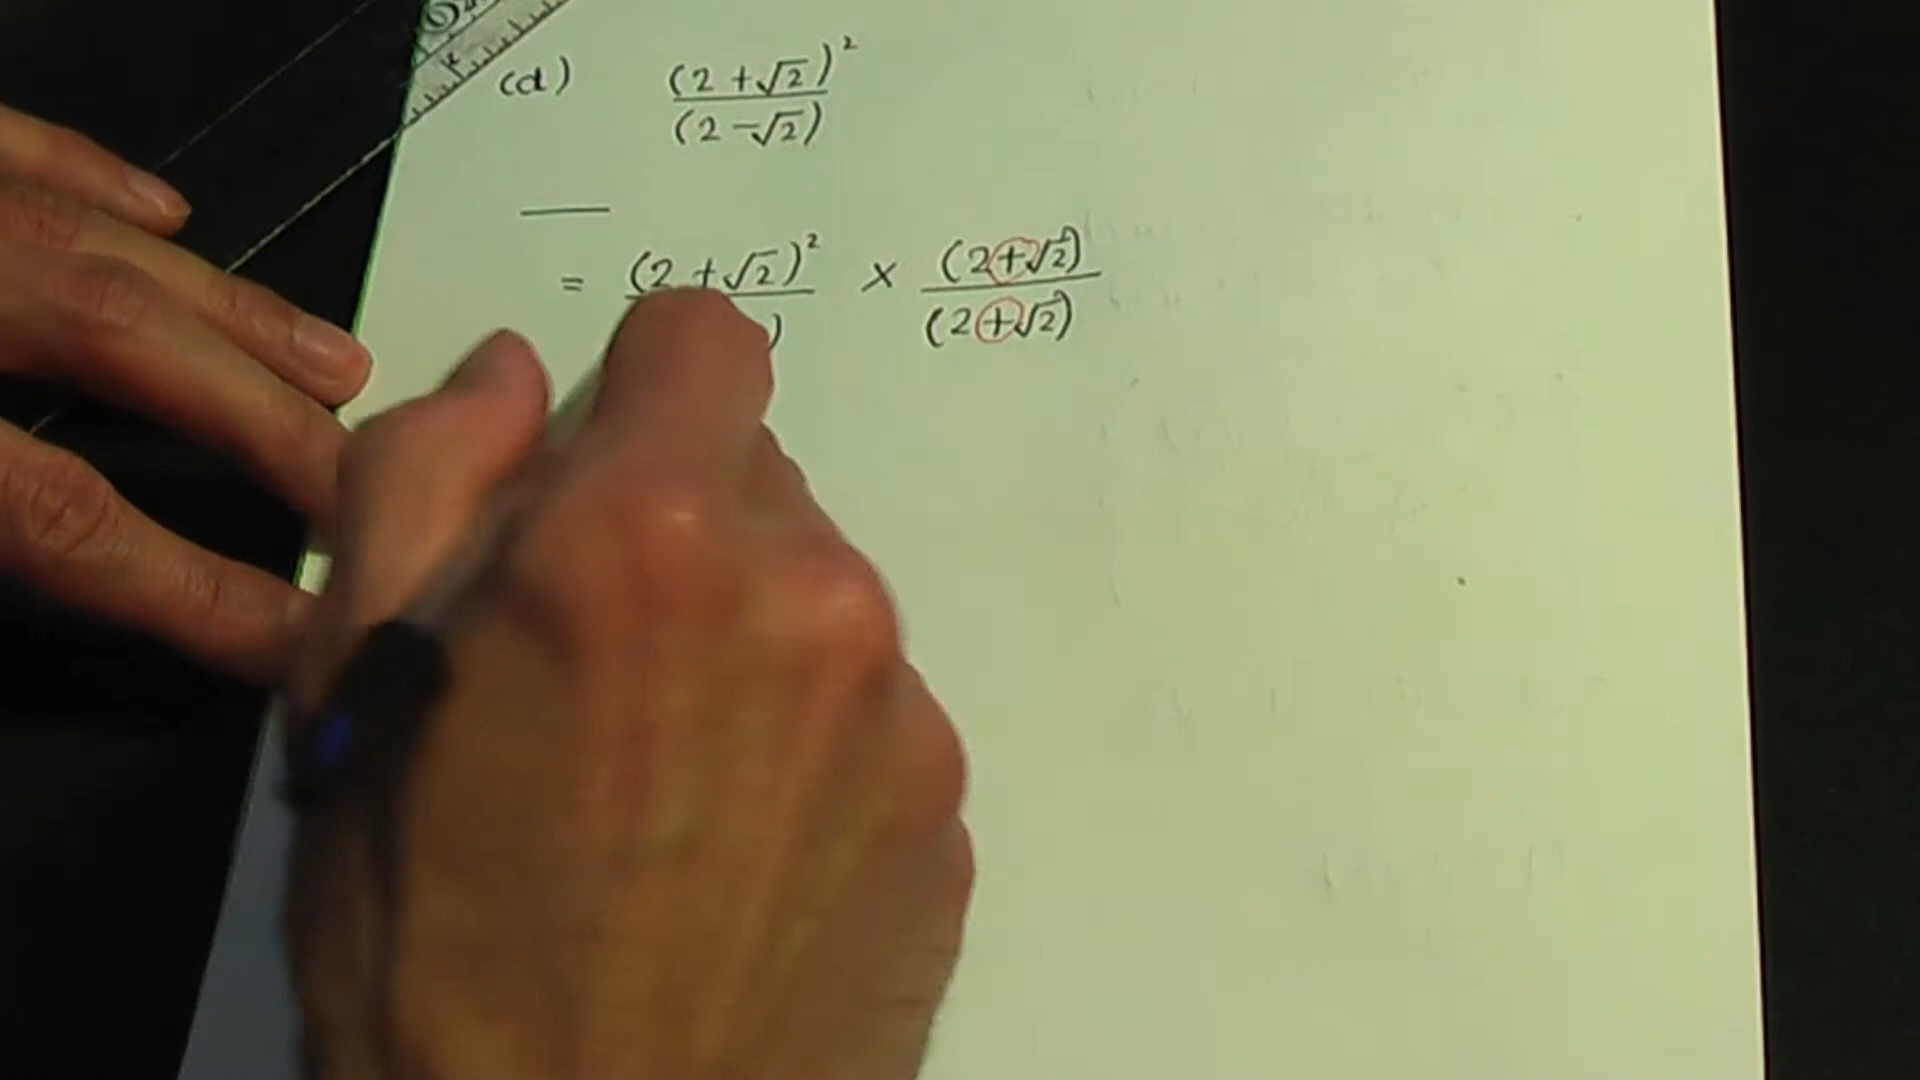 (d) (2 + √2)²
(2 - √2)
= (2 + √2)² × (2 + √2)
) (2 + √2)